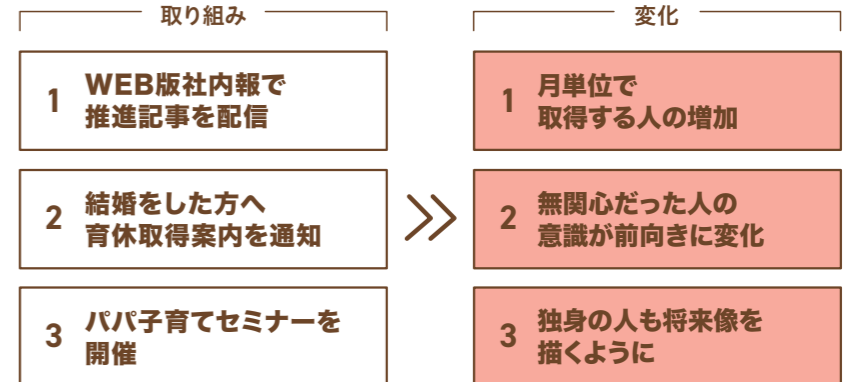 取り組み
1 WEB版社内報で
推進記事を配信
2 結婚をした方へ
育休取得案内を通知
3 パパ子育てセミナーを
開催
変化
1 月単位で
取得する人の増加
2 無関心だった人の
意識が前向きに変化
3 独身の人も将来像を
描くように